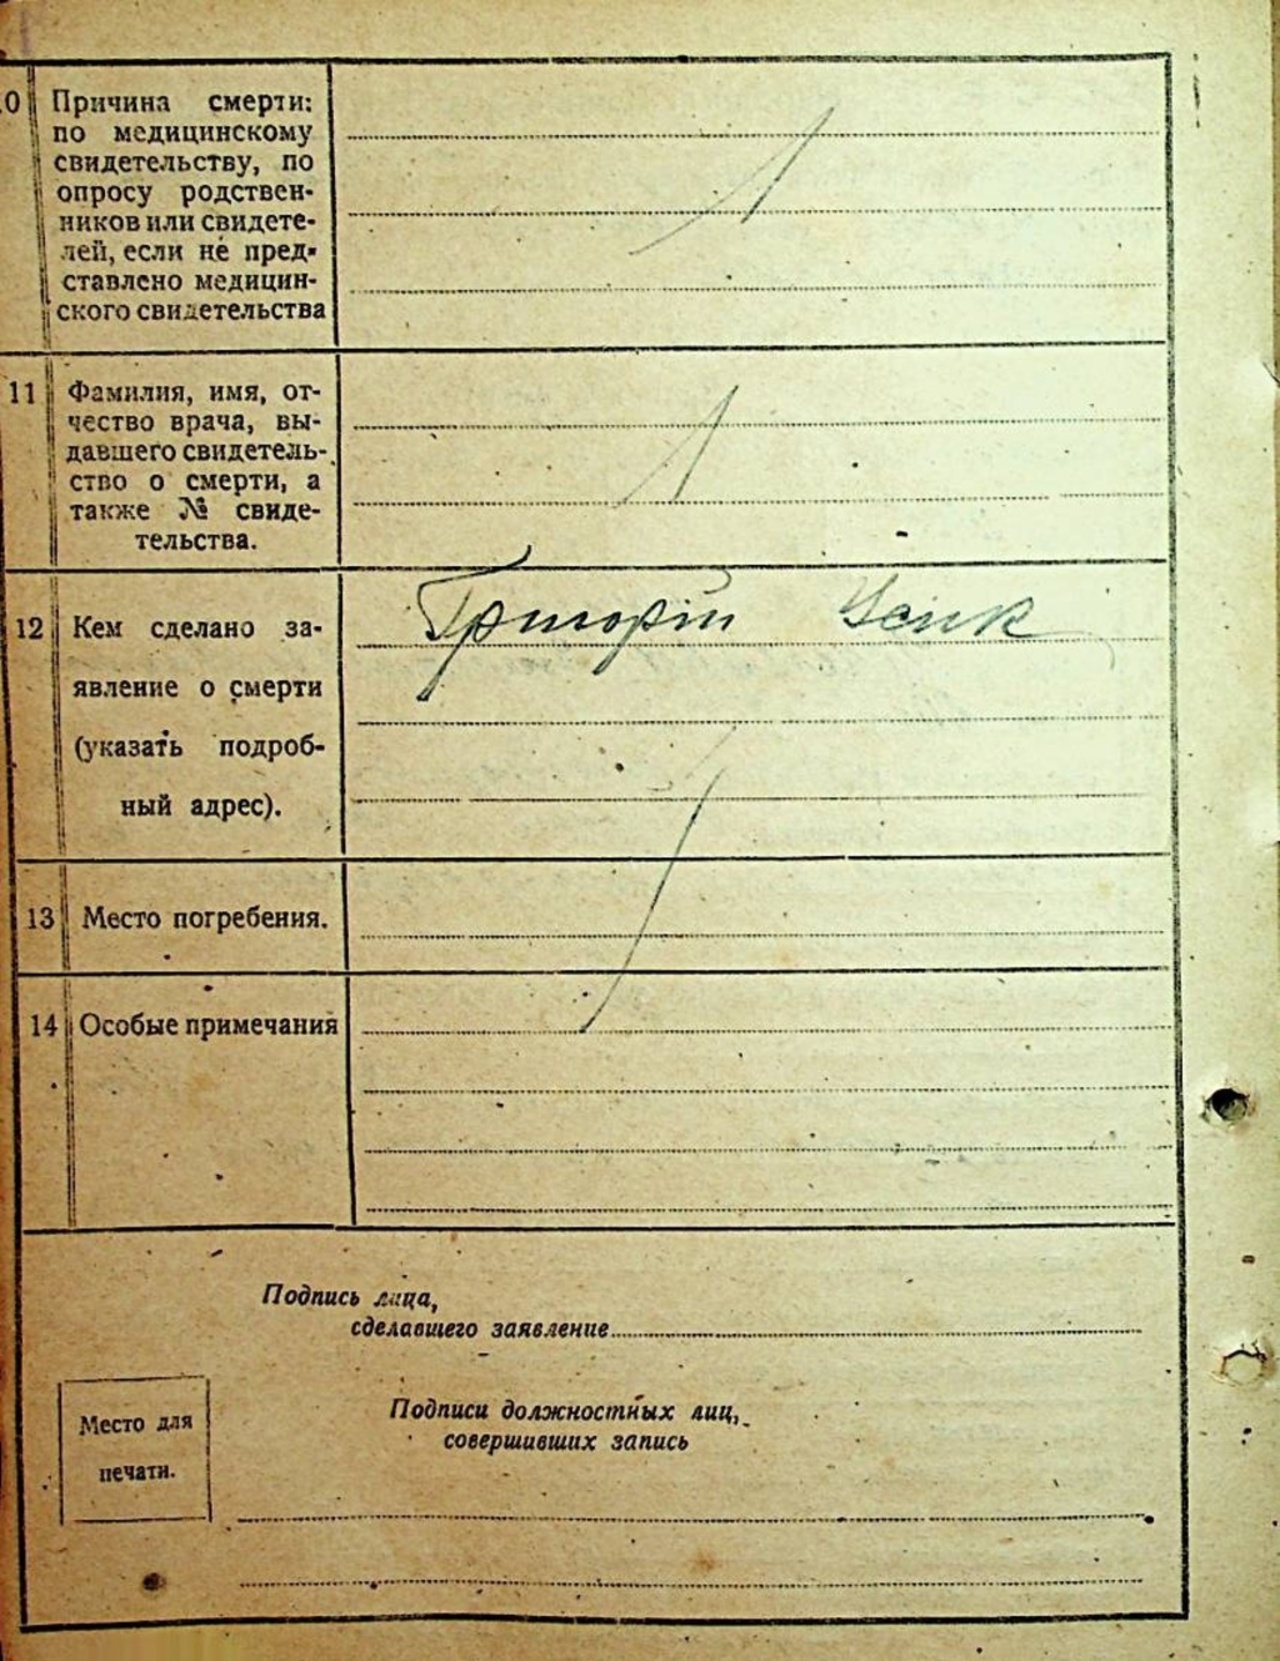 0 Причина смерти:
по медицинскому
свидетельству, по
опросу родствен-
ников или свидете-
лей, если не пред-
ставлено медицин-
ского свидетельства
11 Фамилия, имя, от-
чество врача, вы-
давшего свидетель-
ство о смерти, а
также № свиде-
тельства.
12 Кем сделано за-
явление о смерти
(указать подроб-
ный адрес).
Григорій Усик
13 Место погребения.
14 Особые примечания
Подпись лица,
сделавшего заявление
Подписи должностных лиц,
совершивших запись
Место для
печати.